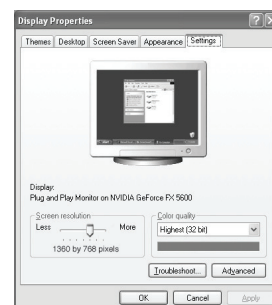 Display Properties
Themes Desktop Screen Saver Appearance Settings
Display:
Plug and Play Monitor on NVIDIA GeForce FX 5600
Screen resolution
Less More
1360 by 768 pixels
Color quality
Highest (32 bit)
Troubleshoot... Advanced
OK Cancel Apply